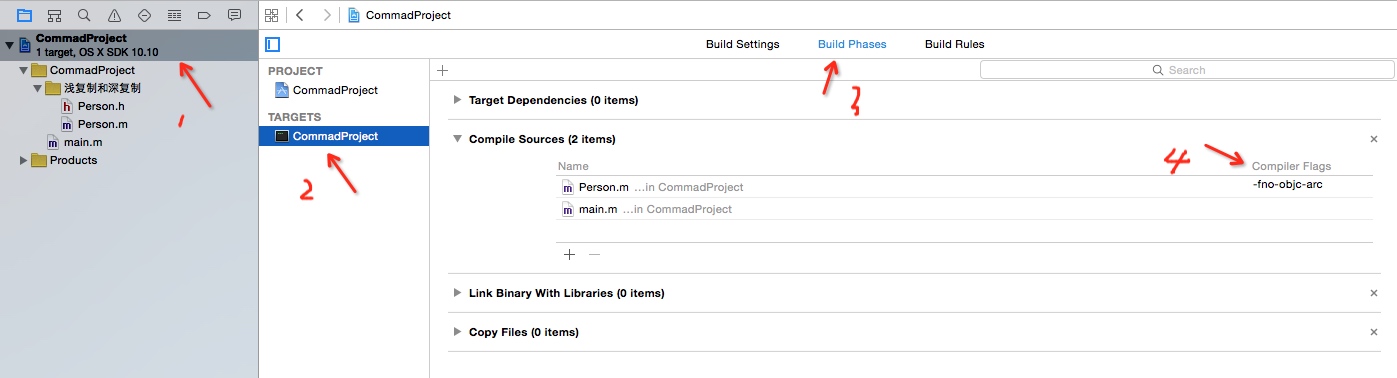 CommadProject
CommadProject
1 target, OS X SDK 10.10
Build Settings
Build Phases
Build Rules
CommadProject
浅复制和深复制
Person.h
Person.m
main.m
Products
1
PROJECT
CommadProject
TARGETS
CommadProject
2
Search
3
Target Dependencies (0 items)
Compile Sources (2 items)
4
Name
Compiler Flags
Person.m ...in CommadProject
-fno-objc-arc
main.m ...in CommadProject
Link Binary With Libraries (0 items)
Copy Files (0 items)